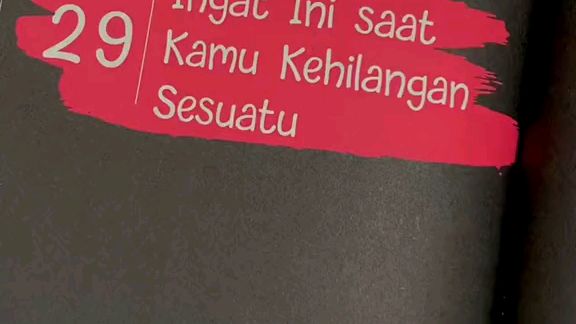 29
Ingat Ini saat
Kamu Kehilangan
Sesuatu